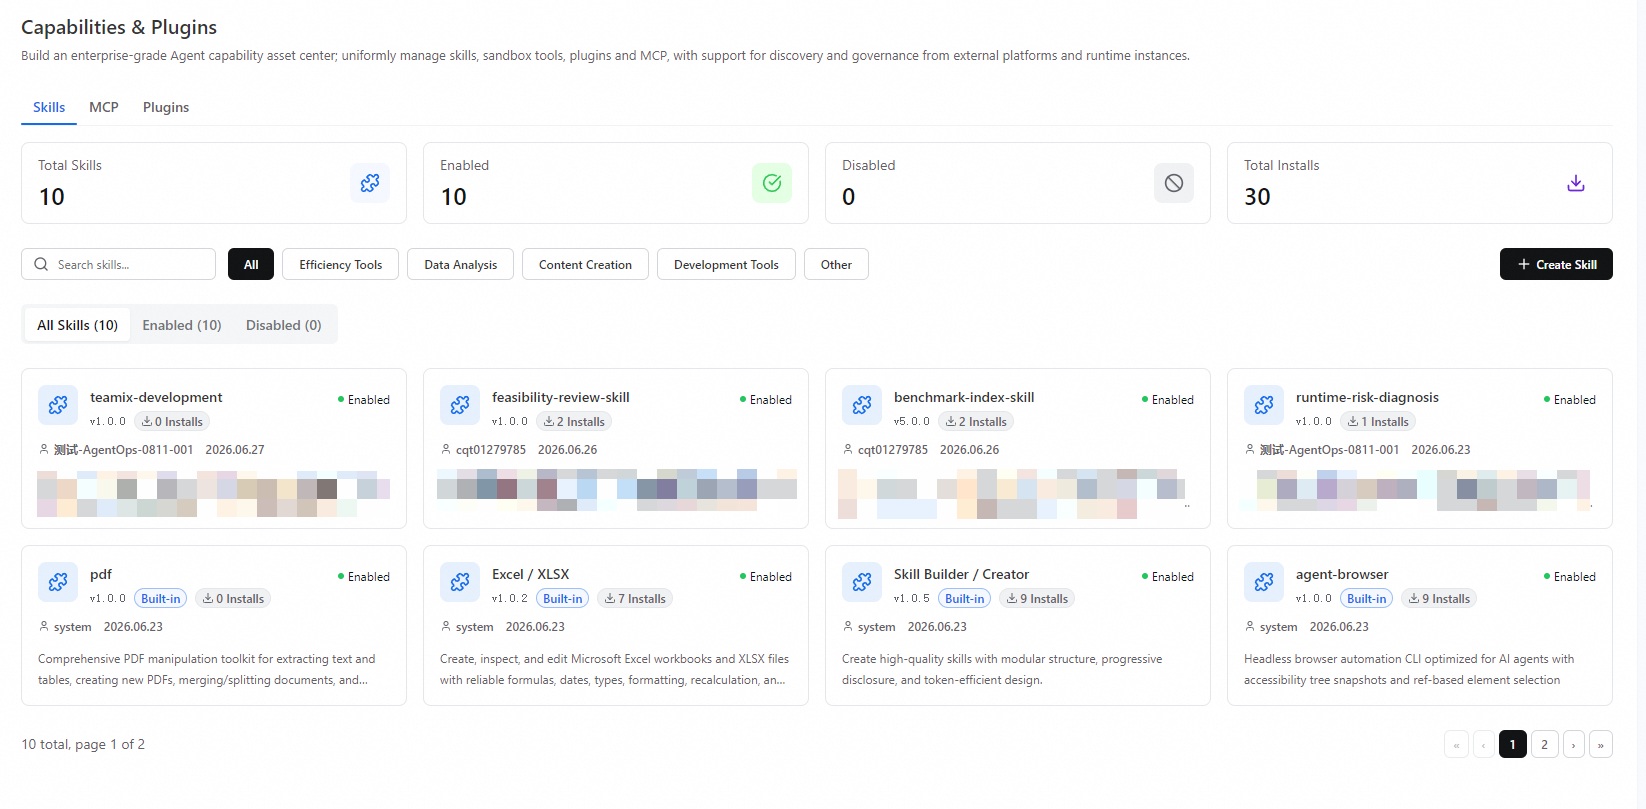 Capabilities & Plugins
Build an enterprise-grade Agent capability asset center; uniformly manage skills, sandbox tools, plugins and MCP, with support for discovery and governance from external platforms and runtime instances.
Skills MCP Plugins
Total Skills
10
Enabled
10
Disabled
0
Total Installs
30
Search skills...
All
Efficiency Tools
Data Analysis
Content Creation
Development Tools
Other
+ Create Skill
All Skills (10) Enabled (10) Disabled (0)
teamix-development
Enabled
v1.0.0 0 Installs
测试-AgentOps-0811-001 2026.06.27
feasibility-review-skill
Enabled
v1.0.0 2 Installs
cqt01279785 2026.06.26
benchmark-index-skill
Enabled
v5.0.0 2 Installs
cqt01279785 2026.06.26
runtime-risk-diagnosis
Enabled
v1.0.0 1 Installs
测试-AgentOps-0811-001 2026.06.23
pdf
Enabled
v1.0.0 Built-in 0 Installs
system 2026.06.23
Comprehensive PDF manipulation toolkit for extracting text and
tables, creating new PDFs, merging/splitting documents, and...
Excel / XLSX
Enabled
v1.0.2 Built-in 7 Installs
system 2026.06.23
Create, inspect, and edit Microsoft Excel workbooks and XLSX files
with reliable formulas, dates, types, formatting, recalculation, an...
Skill Builder / Creator
Enabled
v1.0.5 Built-in 9 Installs
system 2026.06.23
Create high-quality skills with modular structure, progressive
disclosure, and token-efficient design.
agent-browser
Enabled
v1.0.0 Built-in 9 Installs
system 2026.06.23
Headless browser automation CLI optimized for AI agents with
accessibility tree snapshots and ref-based element selection
10 total, page 1 of 2
« ‹ 1 2 › »